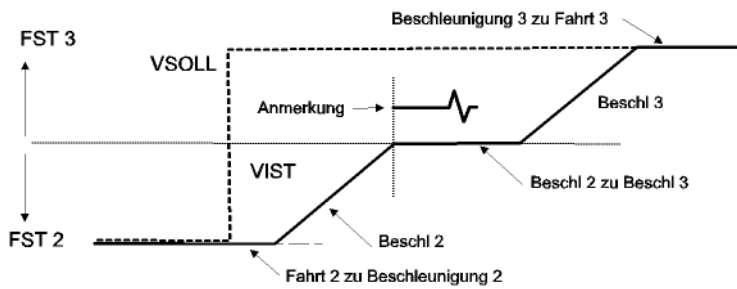 Beschleunigung 3 zu Fahrt 3
FST 3
VSOLL
Anmerkung
Beschl 3
VIST
Beschl 2 zu Beschl 3
FST 2
Beschl 2
Fahrt 2 zu Beschleunigung 2